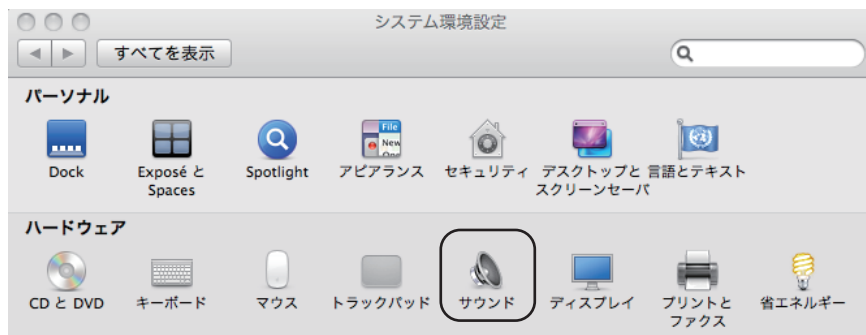 システム環境設定
すべてを表示
パーソナル
File
New
Dock
Exposé と
Spaces
Spotlight
アピアランス
セキュリティ
デスクトップと
スクリーンセーバ
言語とテキスト
ハードウェア
CD と DVD
キーボード
マウス
トラックパッド
サウンド
ディスプレイ
プリントと
ファクス
省エネルギー